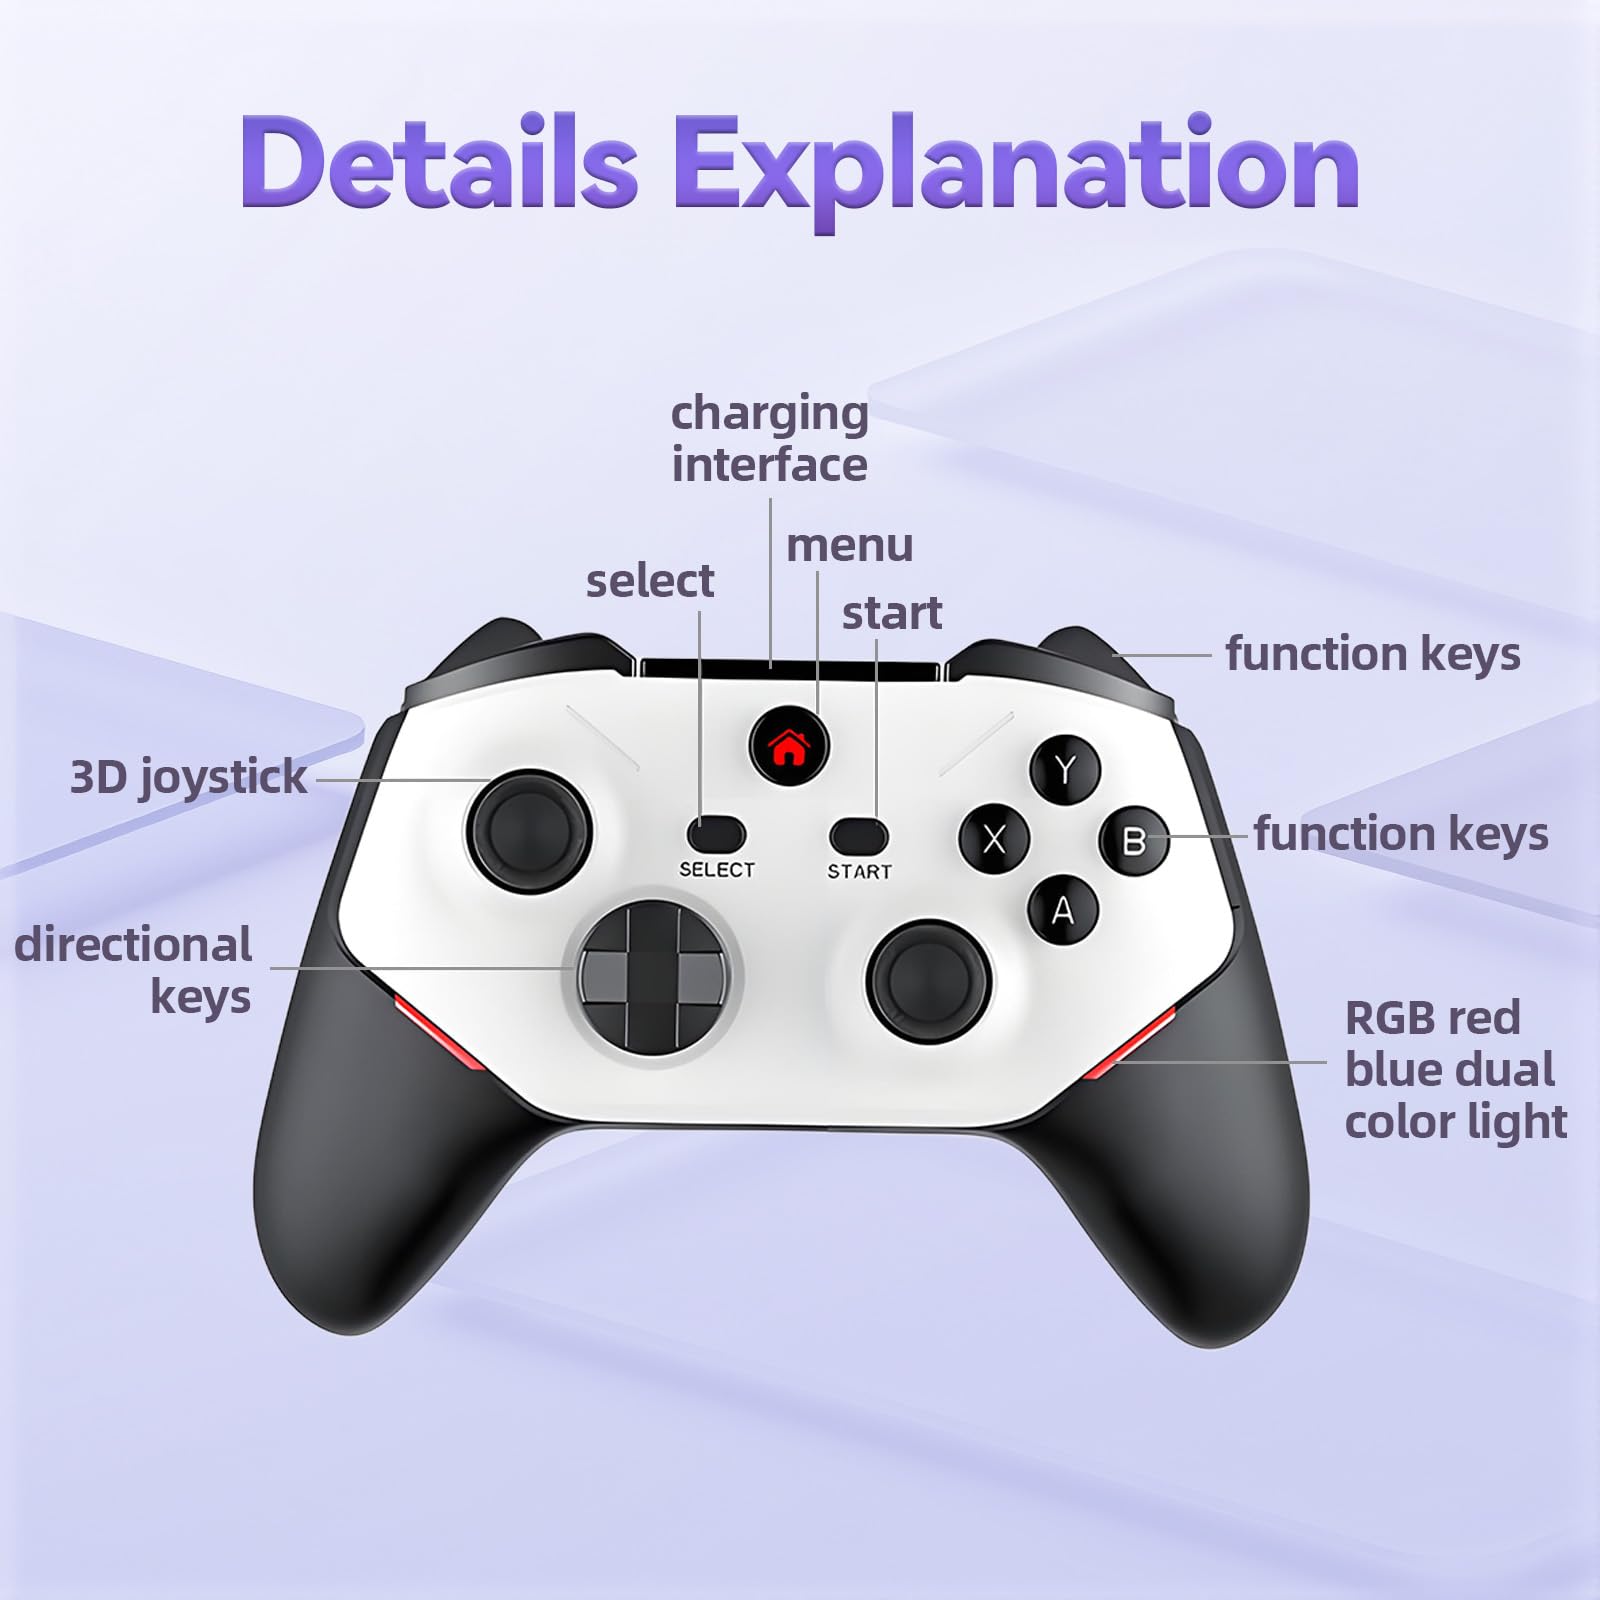 Details Explanation
charging
interface
menu
select
start
function keys
3D joystick
Y
X
B
function keys
SELECT
START
A
directional
keys
RGB red
blue dual
color light